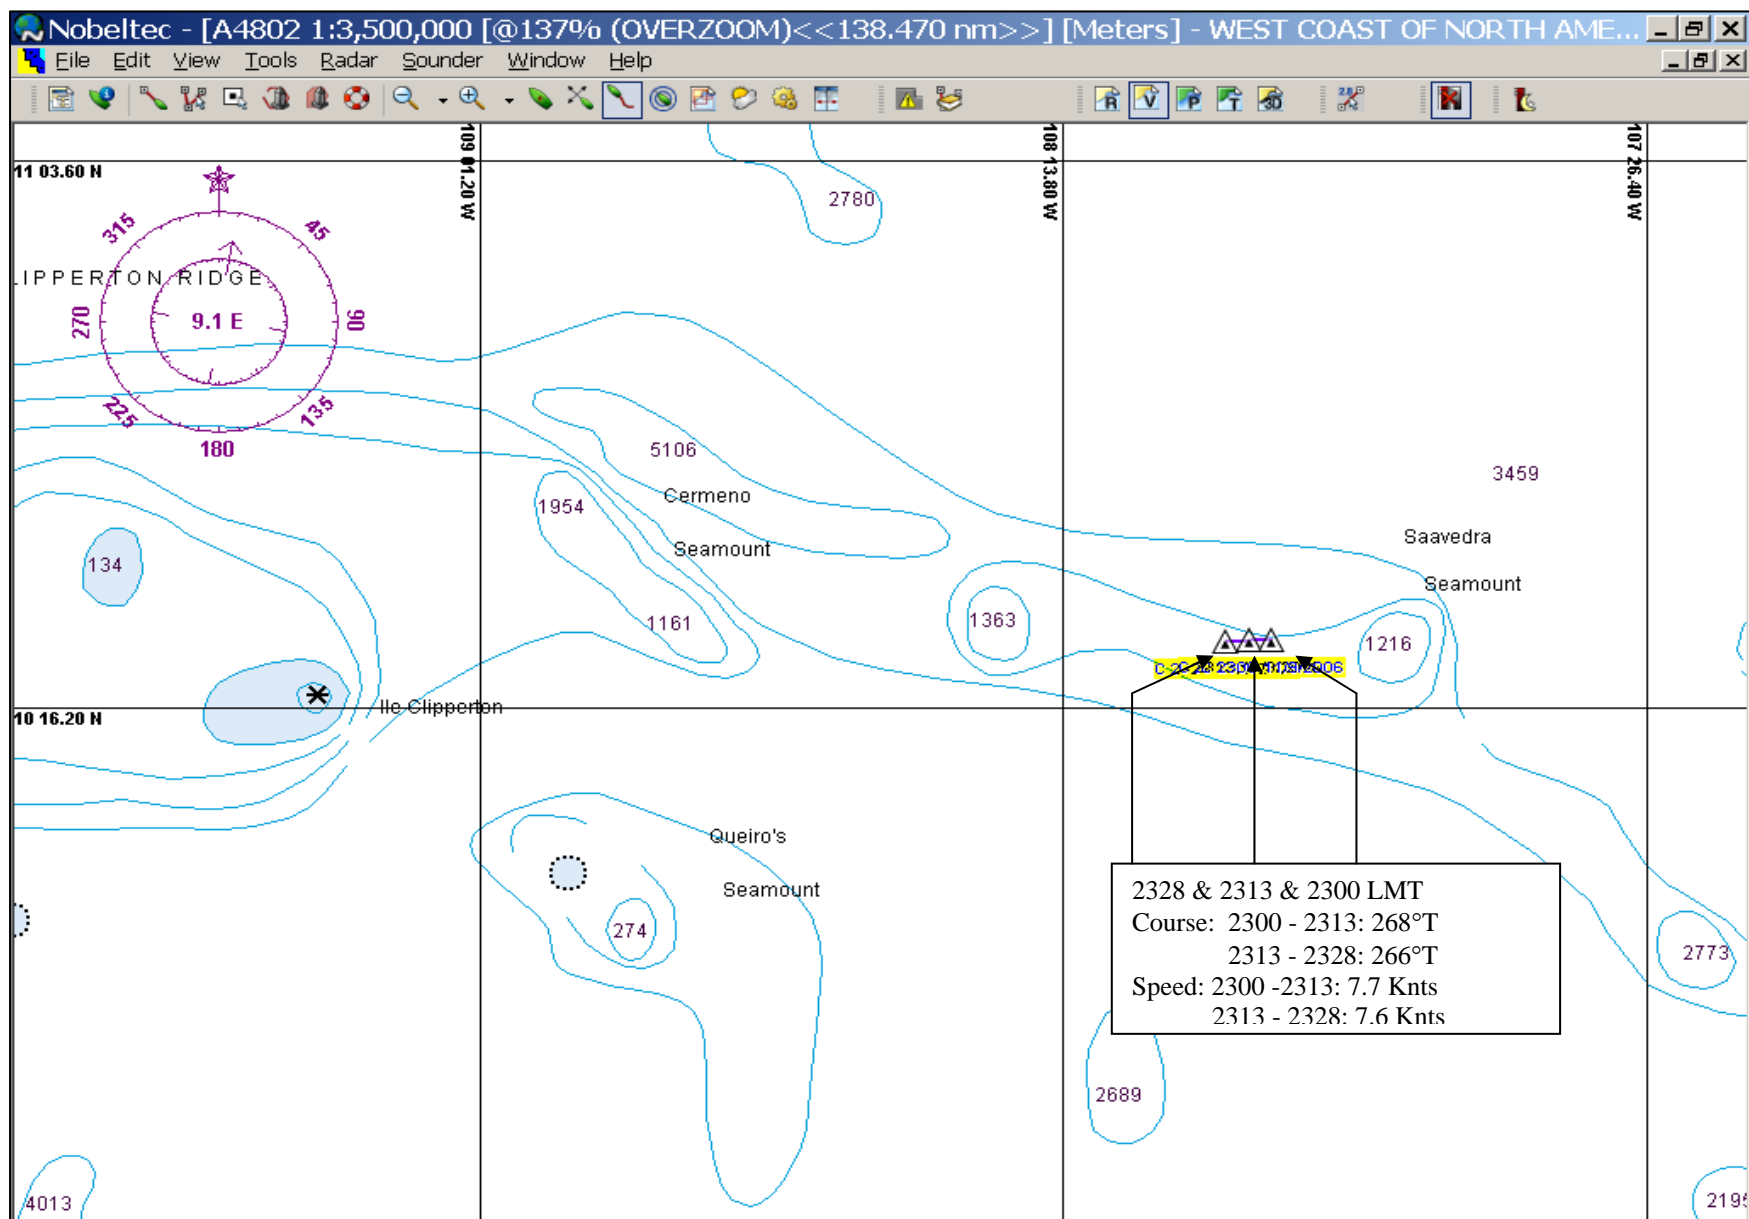 Nobeltec - [A4802 1:3,500,000 [@137% (OVERZOOM)<<138.470 nm>>] [Meters] - WEST COAST OF NORTH AME...
File Edit View Tools Radar Sounder Window Help
R V P T 3D
109 01.20 W
108 13.80 W
107 26.40 W
11 03.60 N
2780
315
45
LIPPERTON RIDGE
270
9.1 E
90
225
135
180
5106
3459
Cermeno
1954
Saavedra
Seamount
134
Seamount
1363
1161
1216
Ile Clipperton
10 16.20 N
Queiro's
Seamount
274
2328 & 2313 & 2300 LMT
Course: 2300 - 2313: 268°T
2313 - 2328: 266°T
Speed: 2300 -2313: 7.7 Knts
2313 - 2328: 7.6 Knts
2773
2689
4013
2195